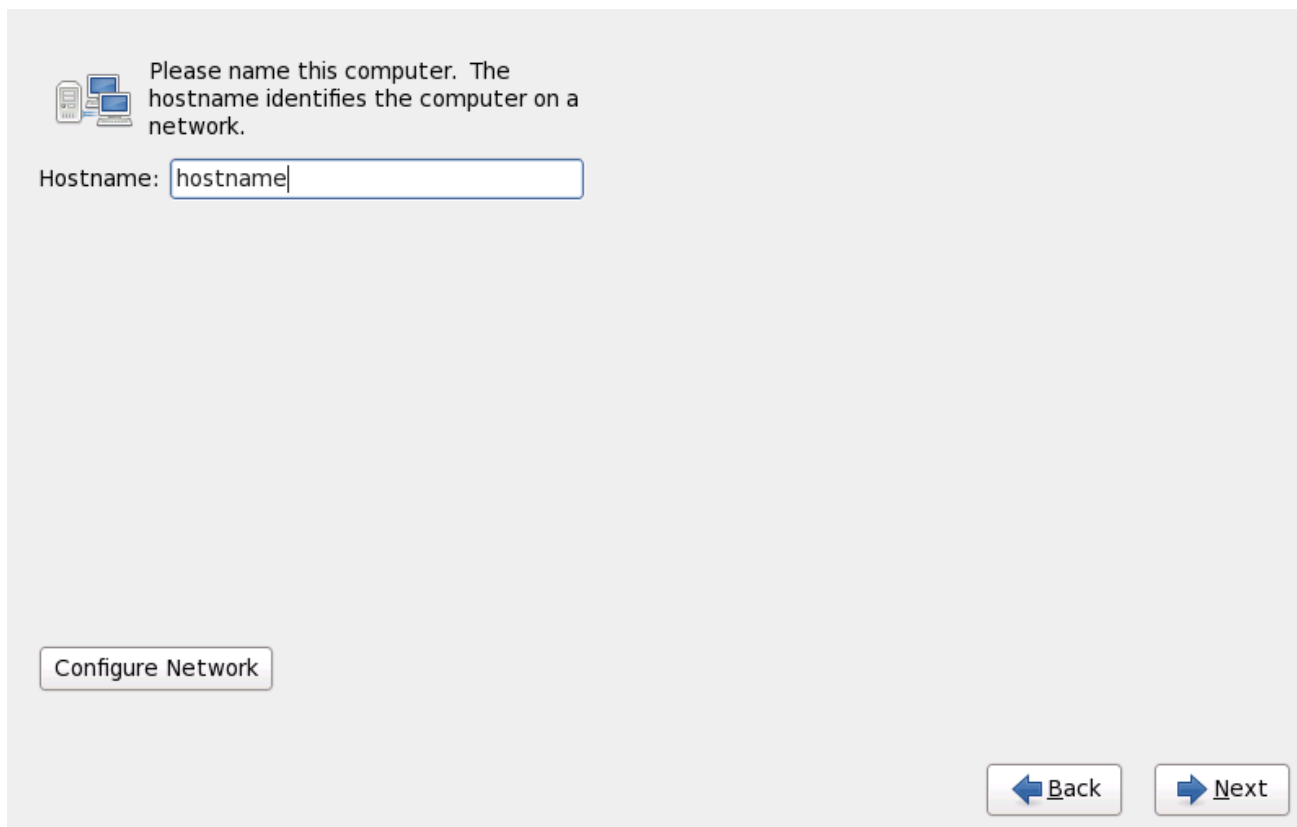 Please name this computer.  The
hostname identifies the computer on a
network.
Hostname: hostname
Configure Network
Back
Next